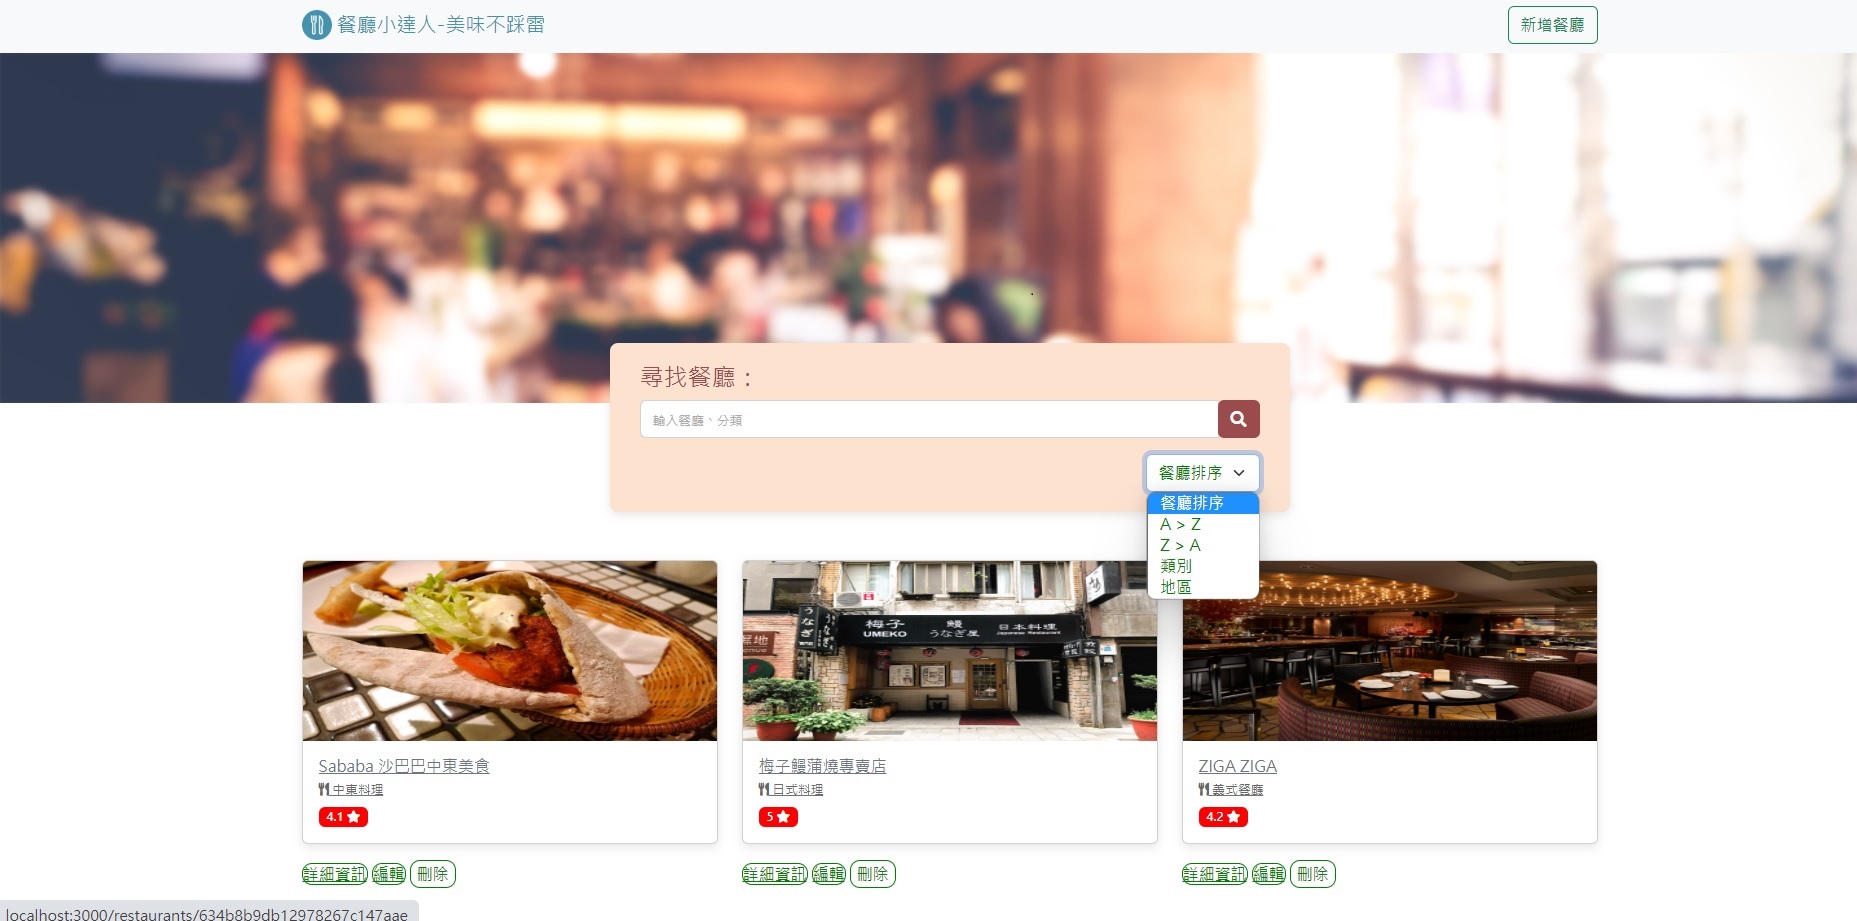 餐廳小達人-美味不踩雷
新增餐廳
尋找餐廳：
輸入餐廳、分類
餐廳排序
餐廳排序
A > Z
Z > A
類別
地區
梅子
UMEKO
鰻
うなぎ屋
日本料理
Japanese Restaurant
うなぎ
Sababa 沙巴巴中東美食
中東料理
4.1
詳細資訊 編輯 刪除
梅子鰻蒲燒專賣店
日式料理
5
詳細資訊 編輯 刪除
ZIGA ZIGA
義式餐廳
4.2
詳細資訊 編輯 刪除
localhost:3000/restaurants/634b8b9db12978267c147aae